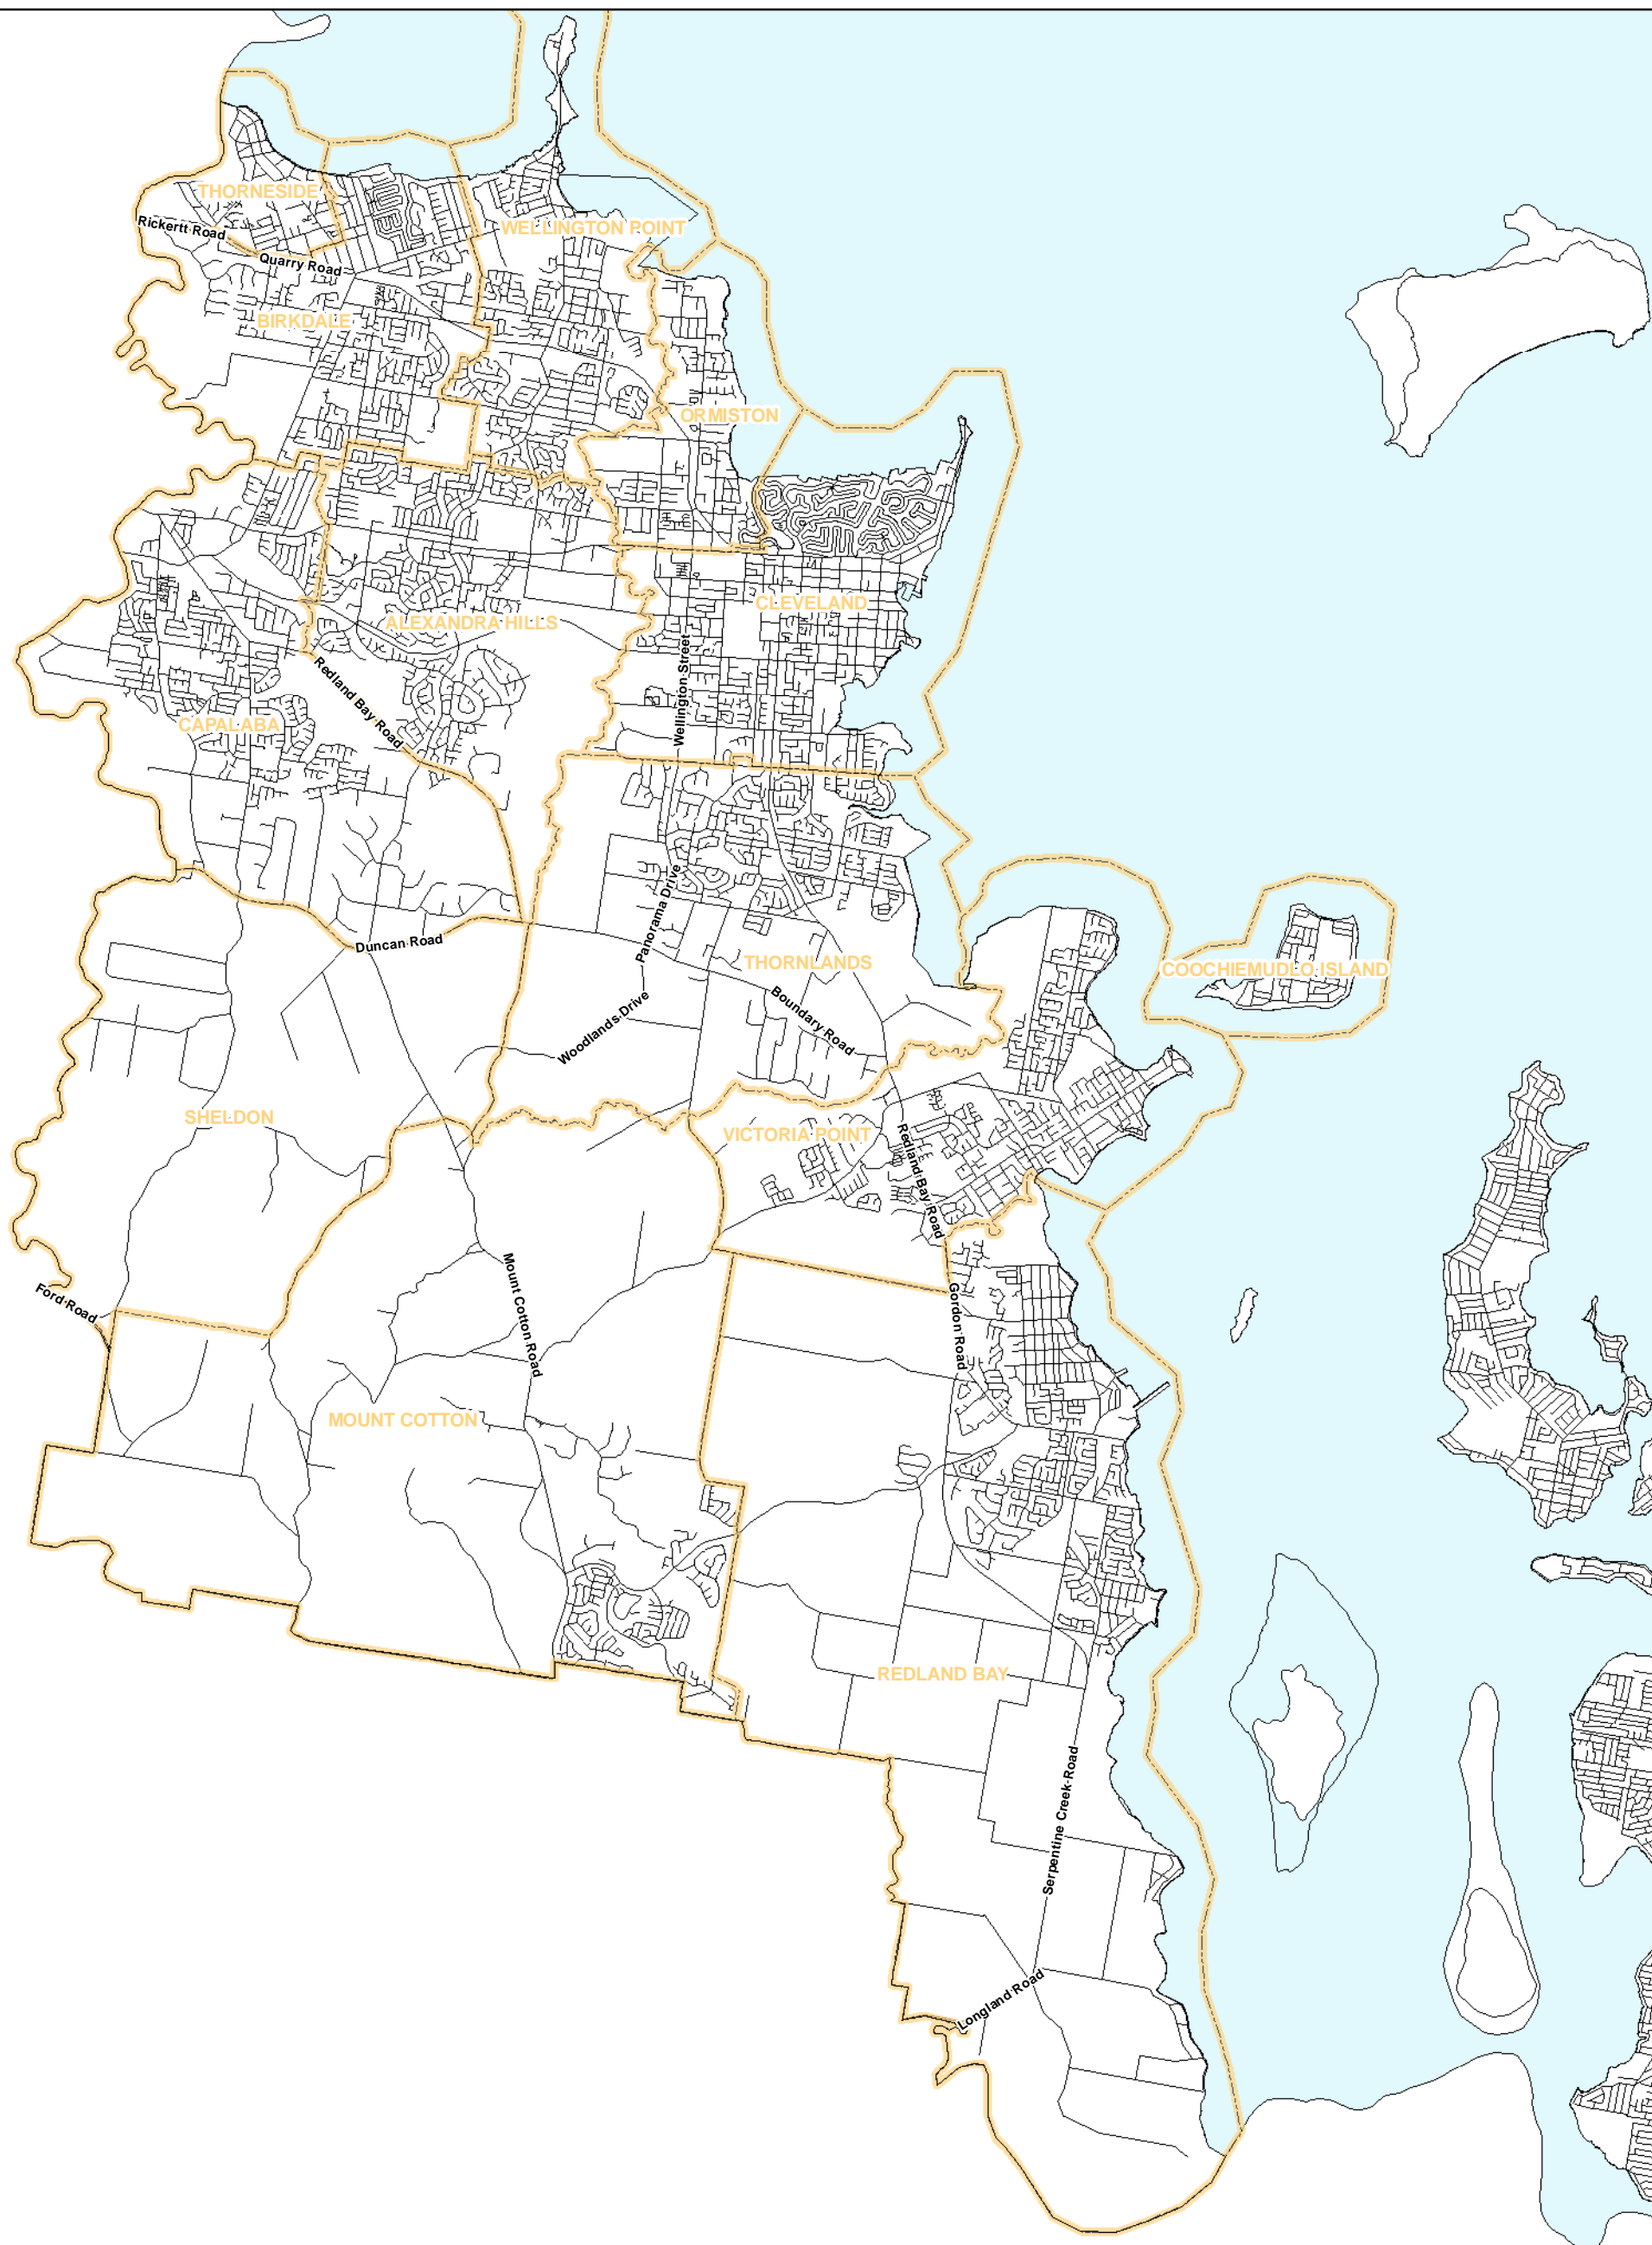 THORNESIDE
Rickertt Road
WELLINGTON POINT
Quarry Road
BIRKDALE
ORMISTON
CLEVELAND
ALEXANDRA HILLS
Wellington Street
Redland Bay Road
CAPALABA
Panorama Drive
Duncan Road
THORNLANDS
COOCHIEMUDLO ISLAND
Boundary Road
Woodlands Drive
SHELDON
VICTORIA POINT
Redland Bay Road
Ford Road
Mount Cotton Road
Gordon Road
MOUNT COTTON
REDLAND BAY
Serpentine Creek Road
Longland Road